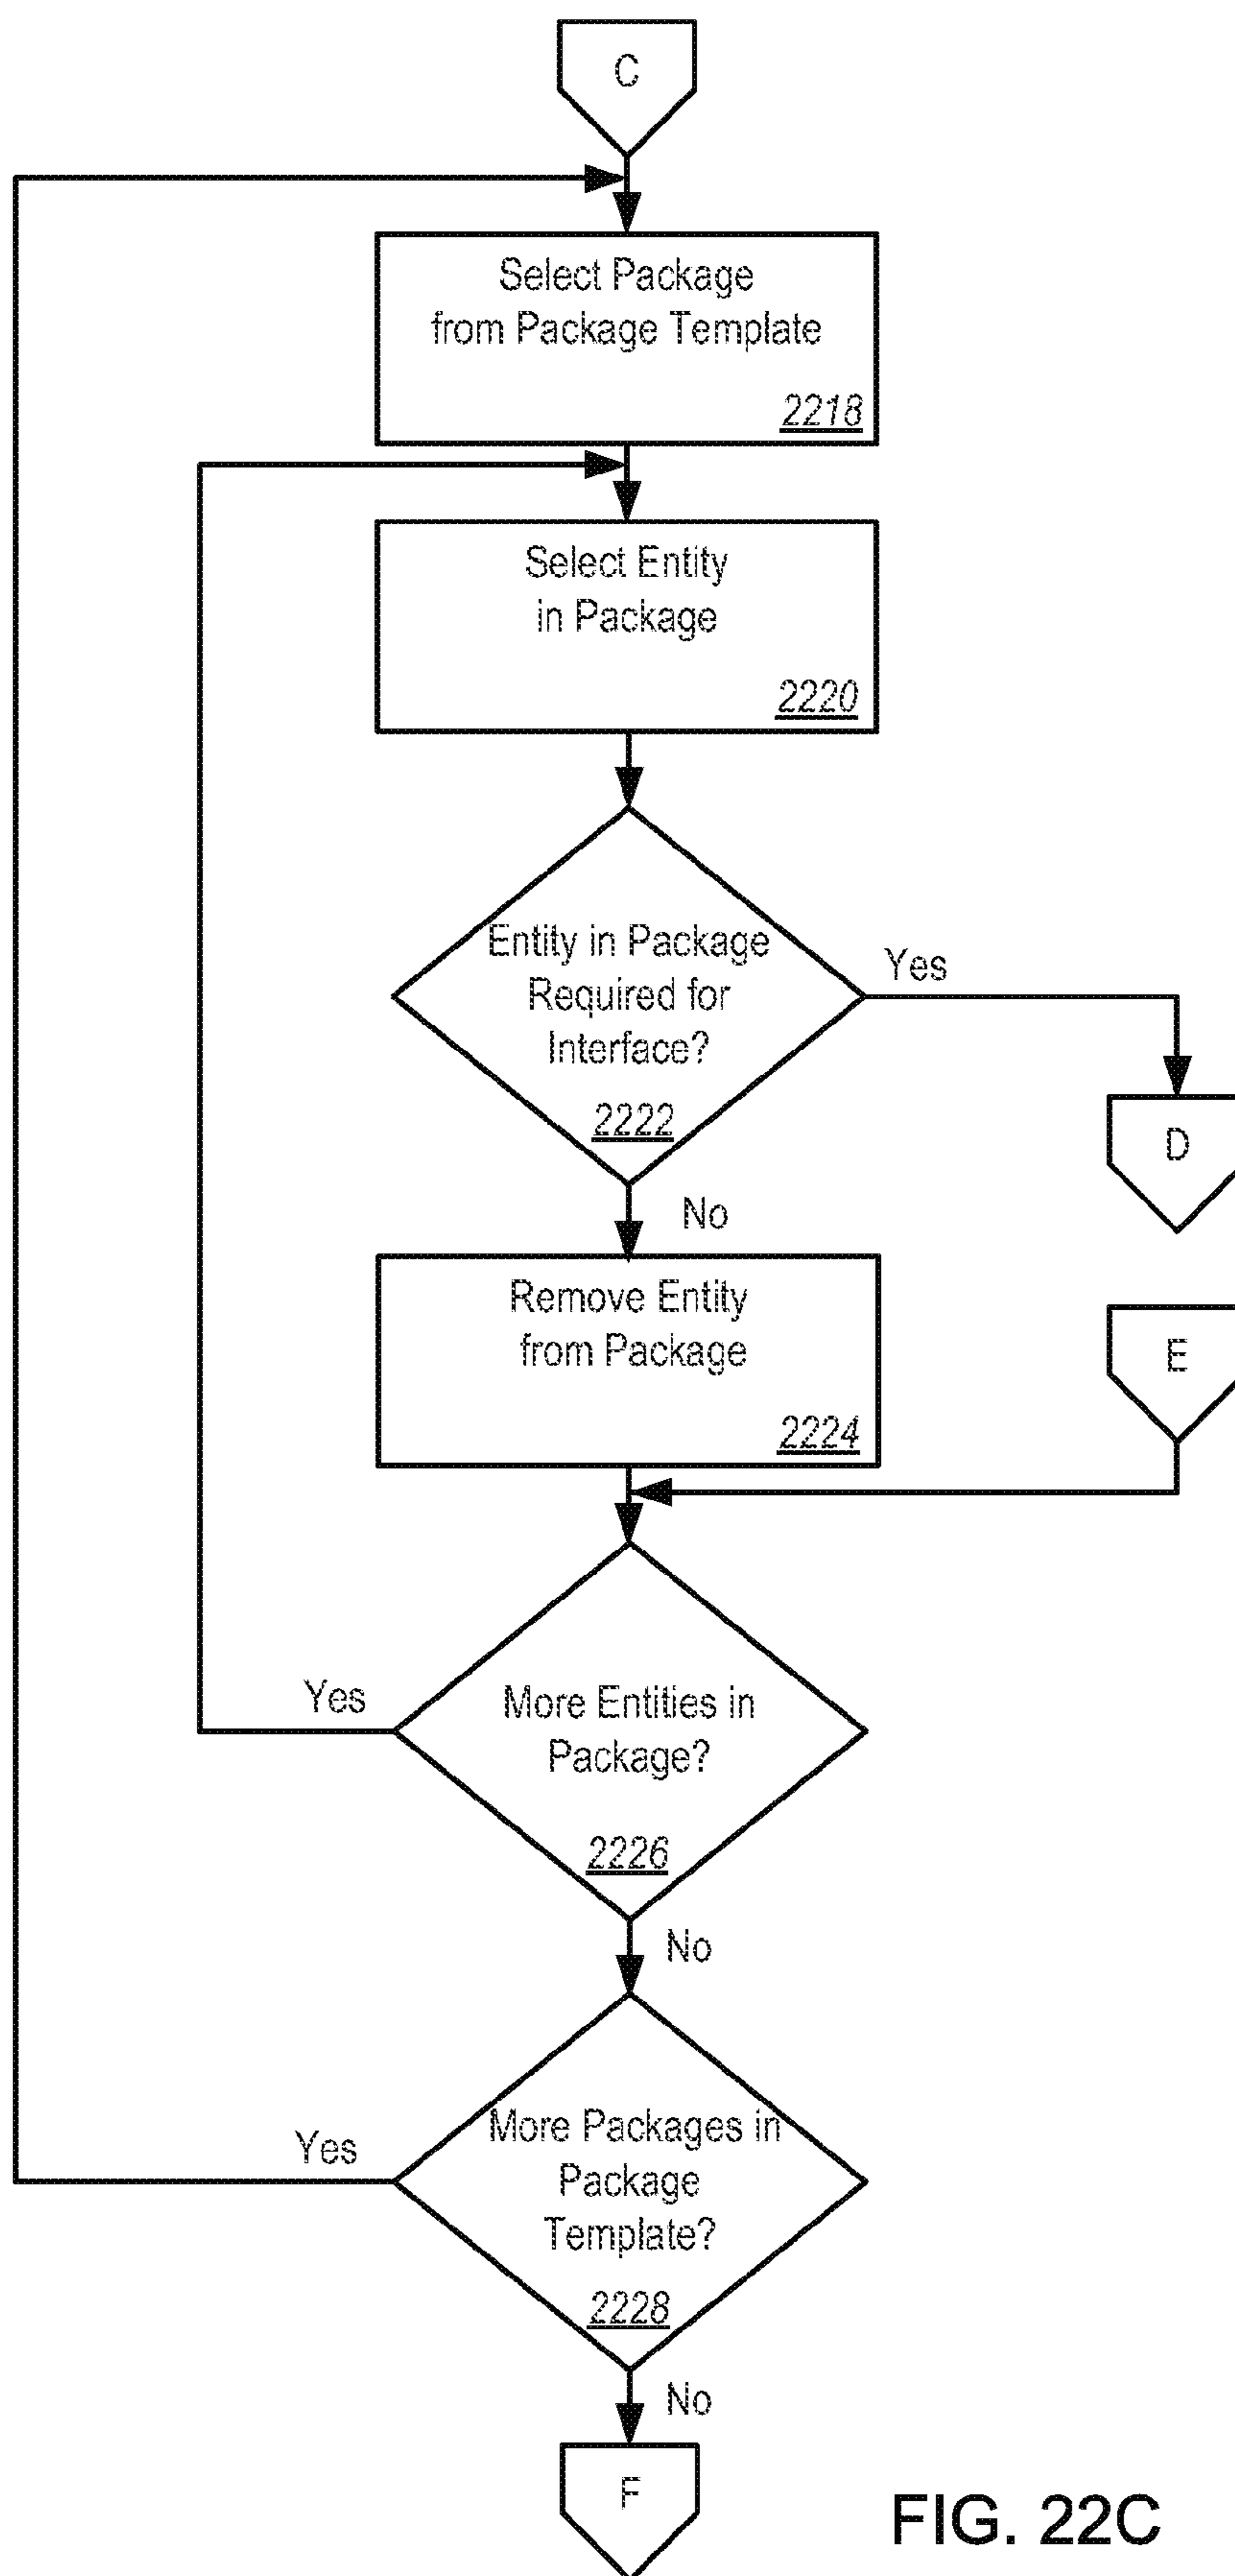 C
Select Package
from Package Template
2218
Select Entity
in Package
2220
Entity in Package
Required for
Interface?
2222
Yes
D
No
Remove Entity
from Package
2224
E
More Entities in
Package?
2226
Yes
No
More Packages in
Package
Template?
2228
Yes
No
F
FIG. 22C